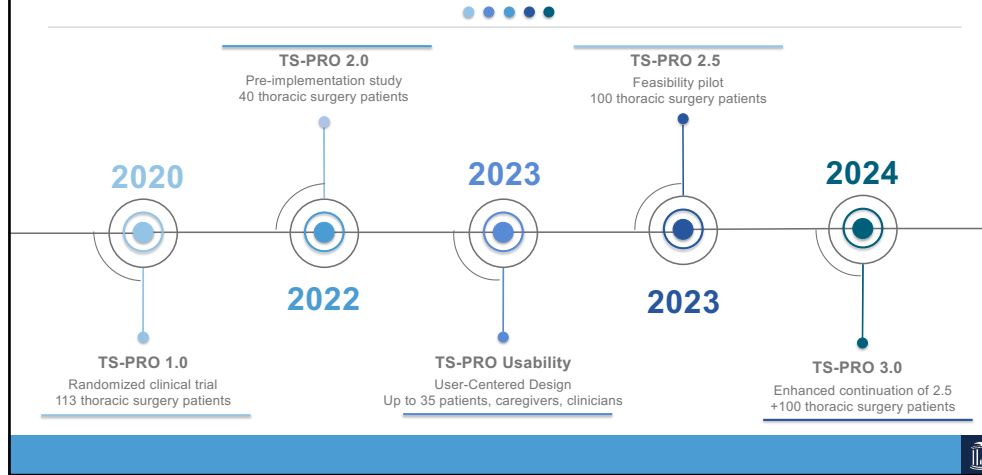 TS-PRO 2.0
Pre-implementation study
40 thoracic surgery patients
TS-PRO 2.5
Feasibility pilot
100 thoracic surgery patients
2020
2023
2024
2022
2023
TS-PRO 1.0
Randomized clinical trial
113 thoracic surgery patients
TS-PRO Usability
User-Centered Design
Up to 35 patients, caregivers, clinicians
TS-PRO 3.0
Enhanced continuation of 2.5
+100 thoracic surgery patients